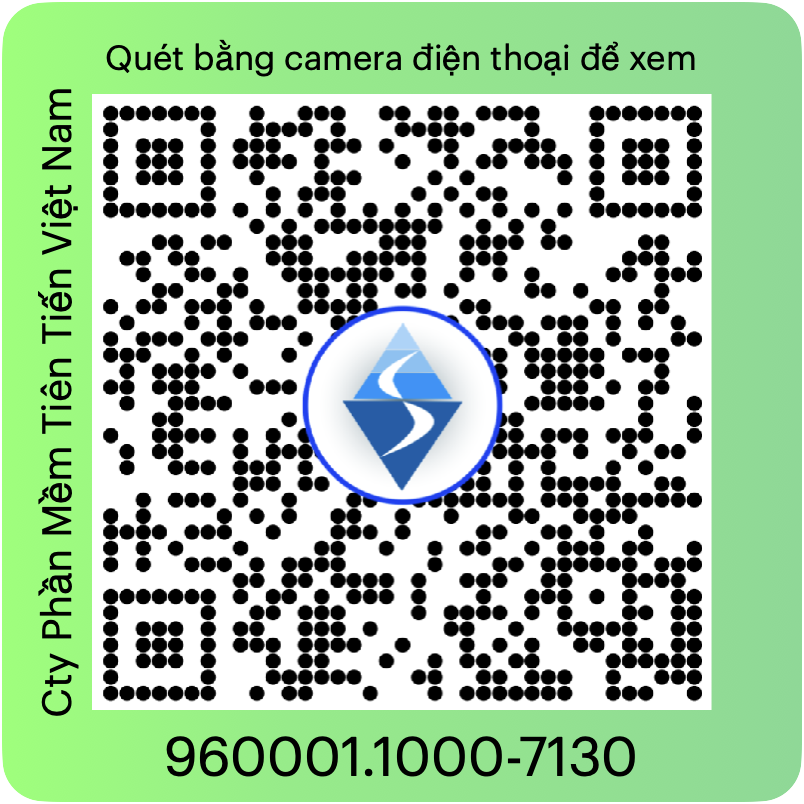 Quét bằng camera điện thoại để xem
Cty Phần Mềm Tiên Tiến Việt Nam
960001.1000-7130